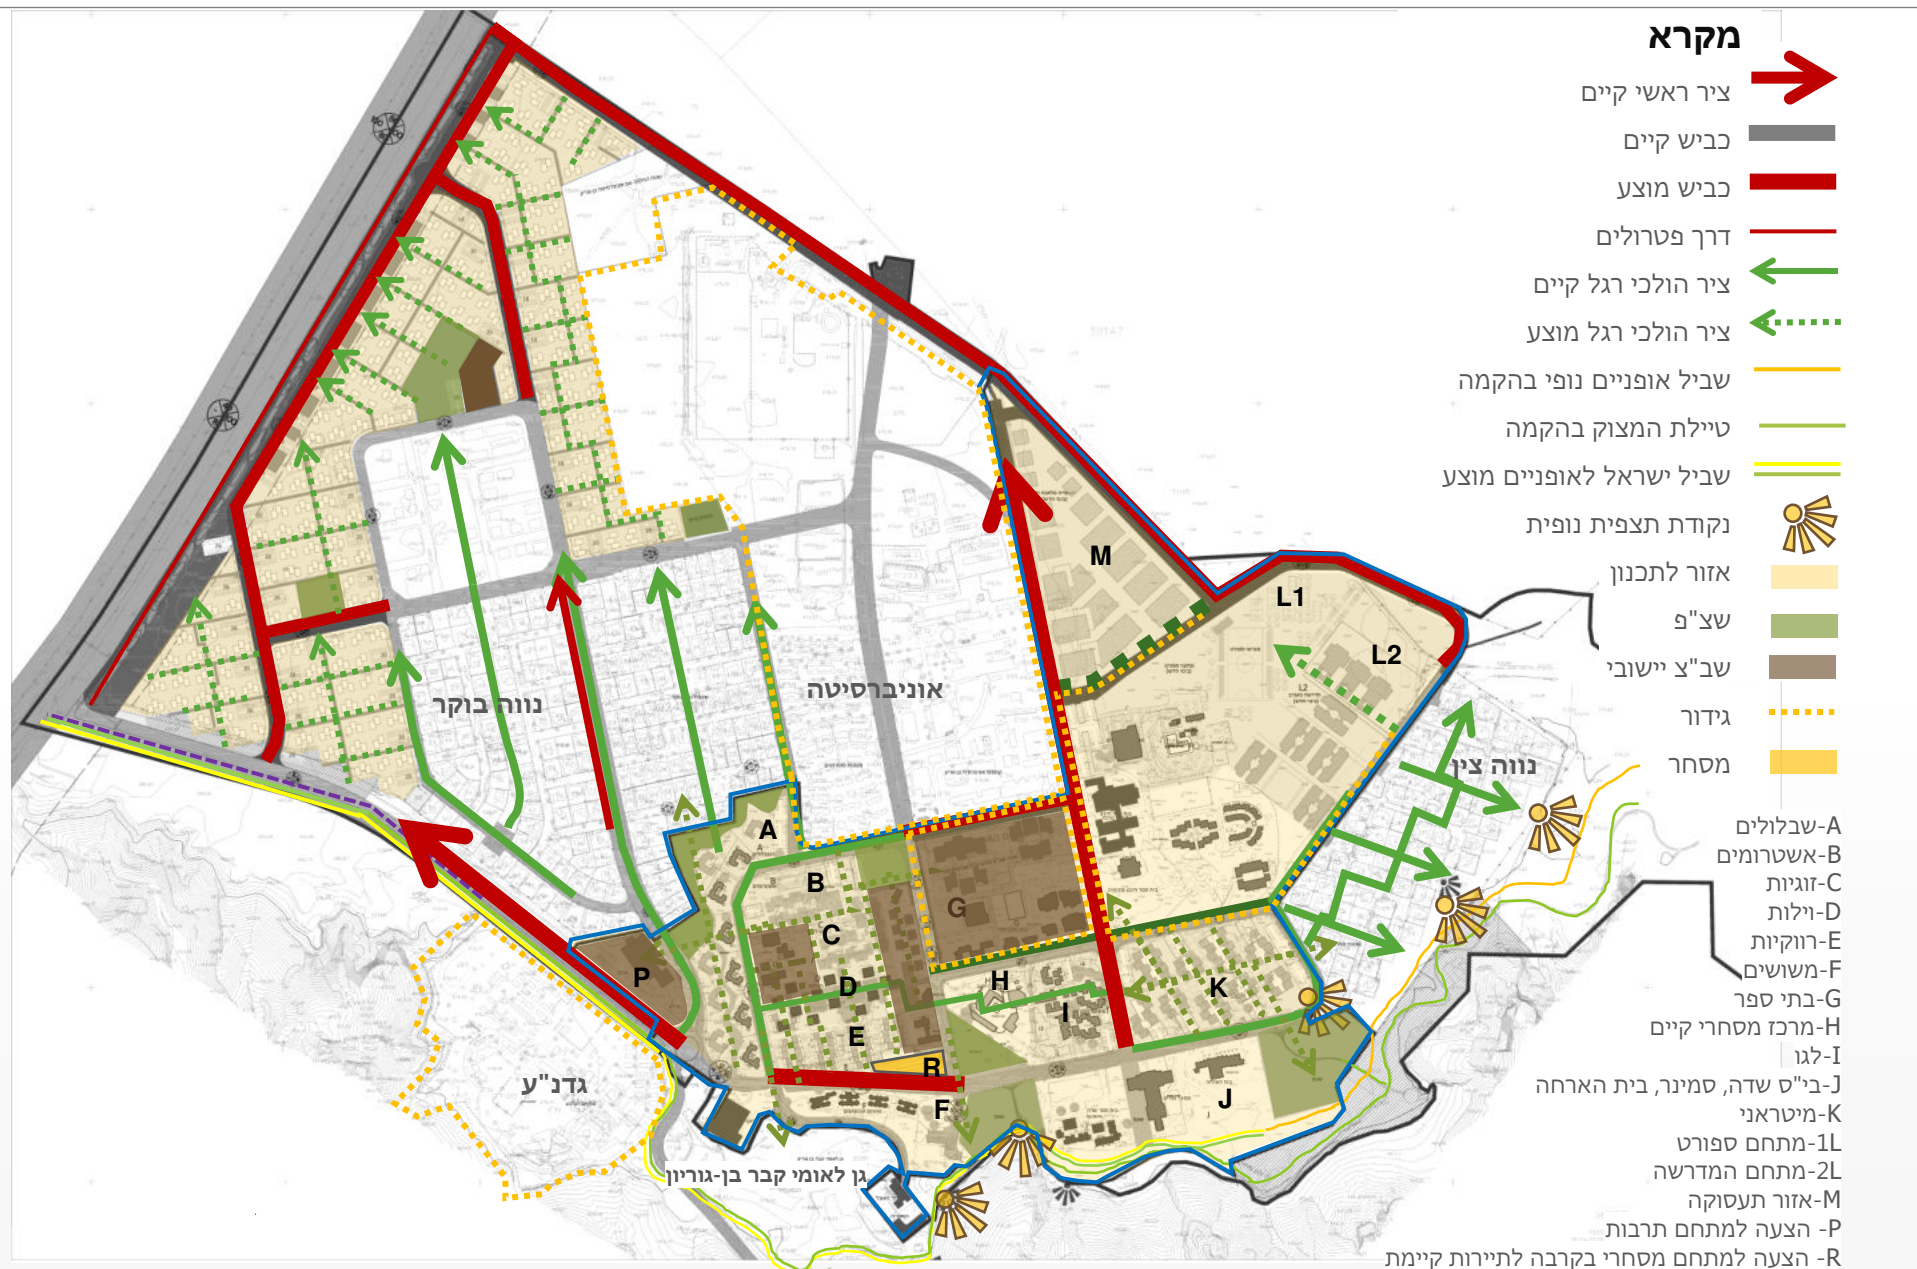 מקרא
ציר ראשי קיים
כביש קיים
כביש מוצע
דרך פטרולים
ציר הולכי רגל קיים
ציר הולכי רגל מוצע
שביל אופניים נופי בהקמה
טיילת המצוק בהקמה
שביל ישראל לאופניים מוצע
נקודת תצפית נופית
אזור לתכנון
שצ"פ
שב"צ יישובי
גידור
מסחר
A-שבלולים
B-אשטרומים
C-זוגיות
D-וילות
E-רווקיות
F-משושים
G-בתי ספר
H-מרכז מסחרי קיים
I-לגו
J-בי"ס שדה, סמינר, בית הארחה
K-מיטראני
1L-מתחם ספורט
2L-מתחם המדרשה
M-אזור תעסוקה
P- הצעה למתחם תרבות
R- הצעה למתחם מסחרי בקרבה לתיירות קיימת
M
L1
L2
נווה בוקר
אוניברסיטה
נווה צין
A
B
C
G
P
D
H
K
I
E
R
F
J
גדנ"ע
גן לאומי קבר בן-גוריון